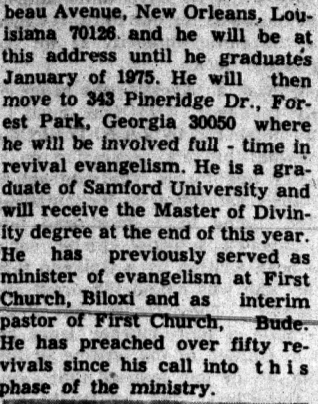 beau Avenue, New Orleans, Lou-
isiana 70126 and he will be at
this address until he graduates
January of 1975. He will then
move to 343 Pineridge Dr., For-
est Park, Georgia 30050 where
he will be involved full - time in
revival evangelism. He is a gra-
duate of Samford University and
will receive the Master of Divin-
ity degree at the end of this year.
He has previously served as
minister of evangelism at First
Church, Biloxi and as interim
pastor of First Church, Bude.
He has preached over fifty re-
vivals since his call into this
phase of the ministry.